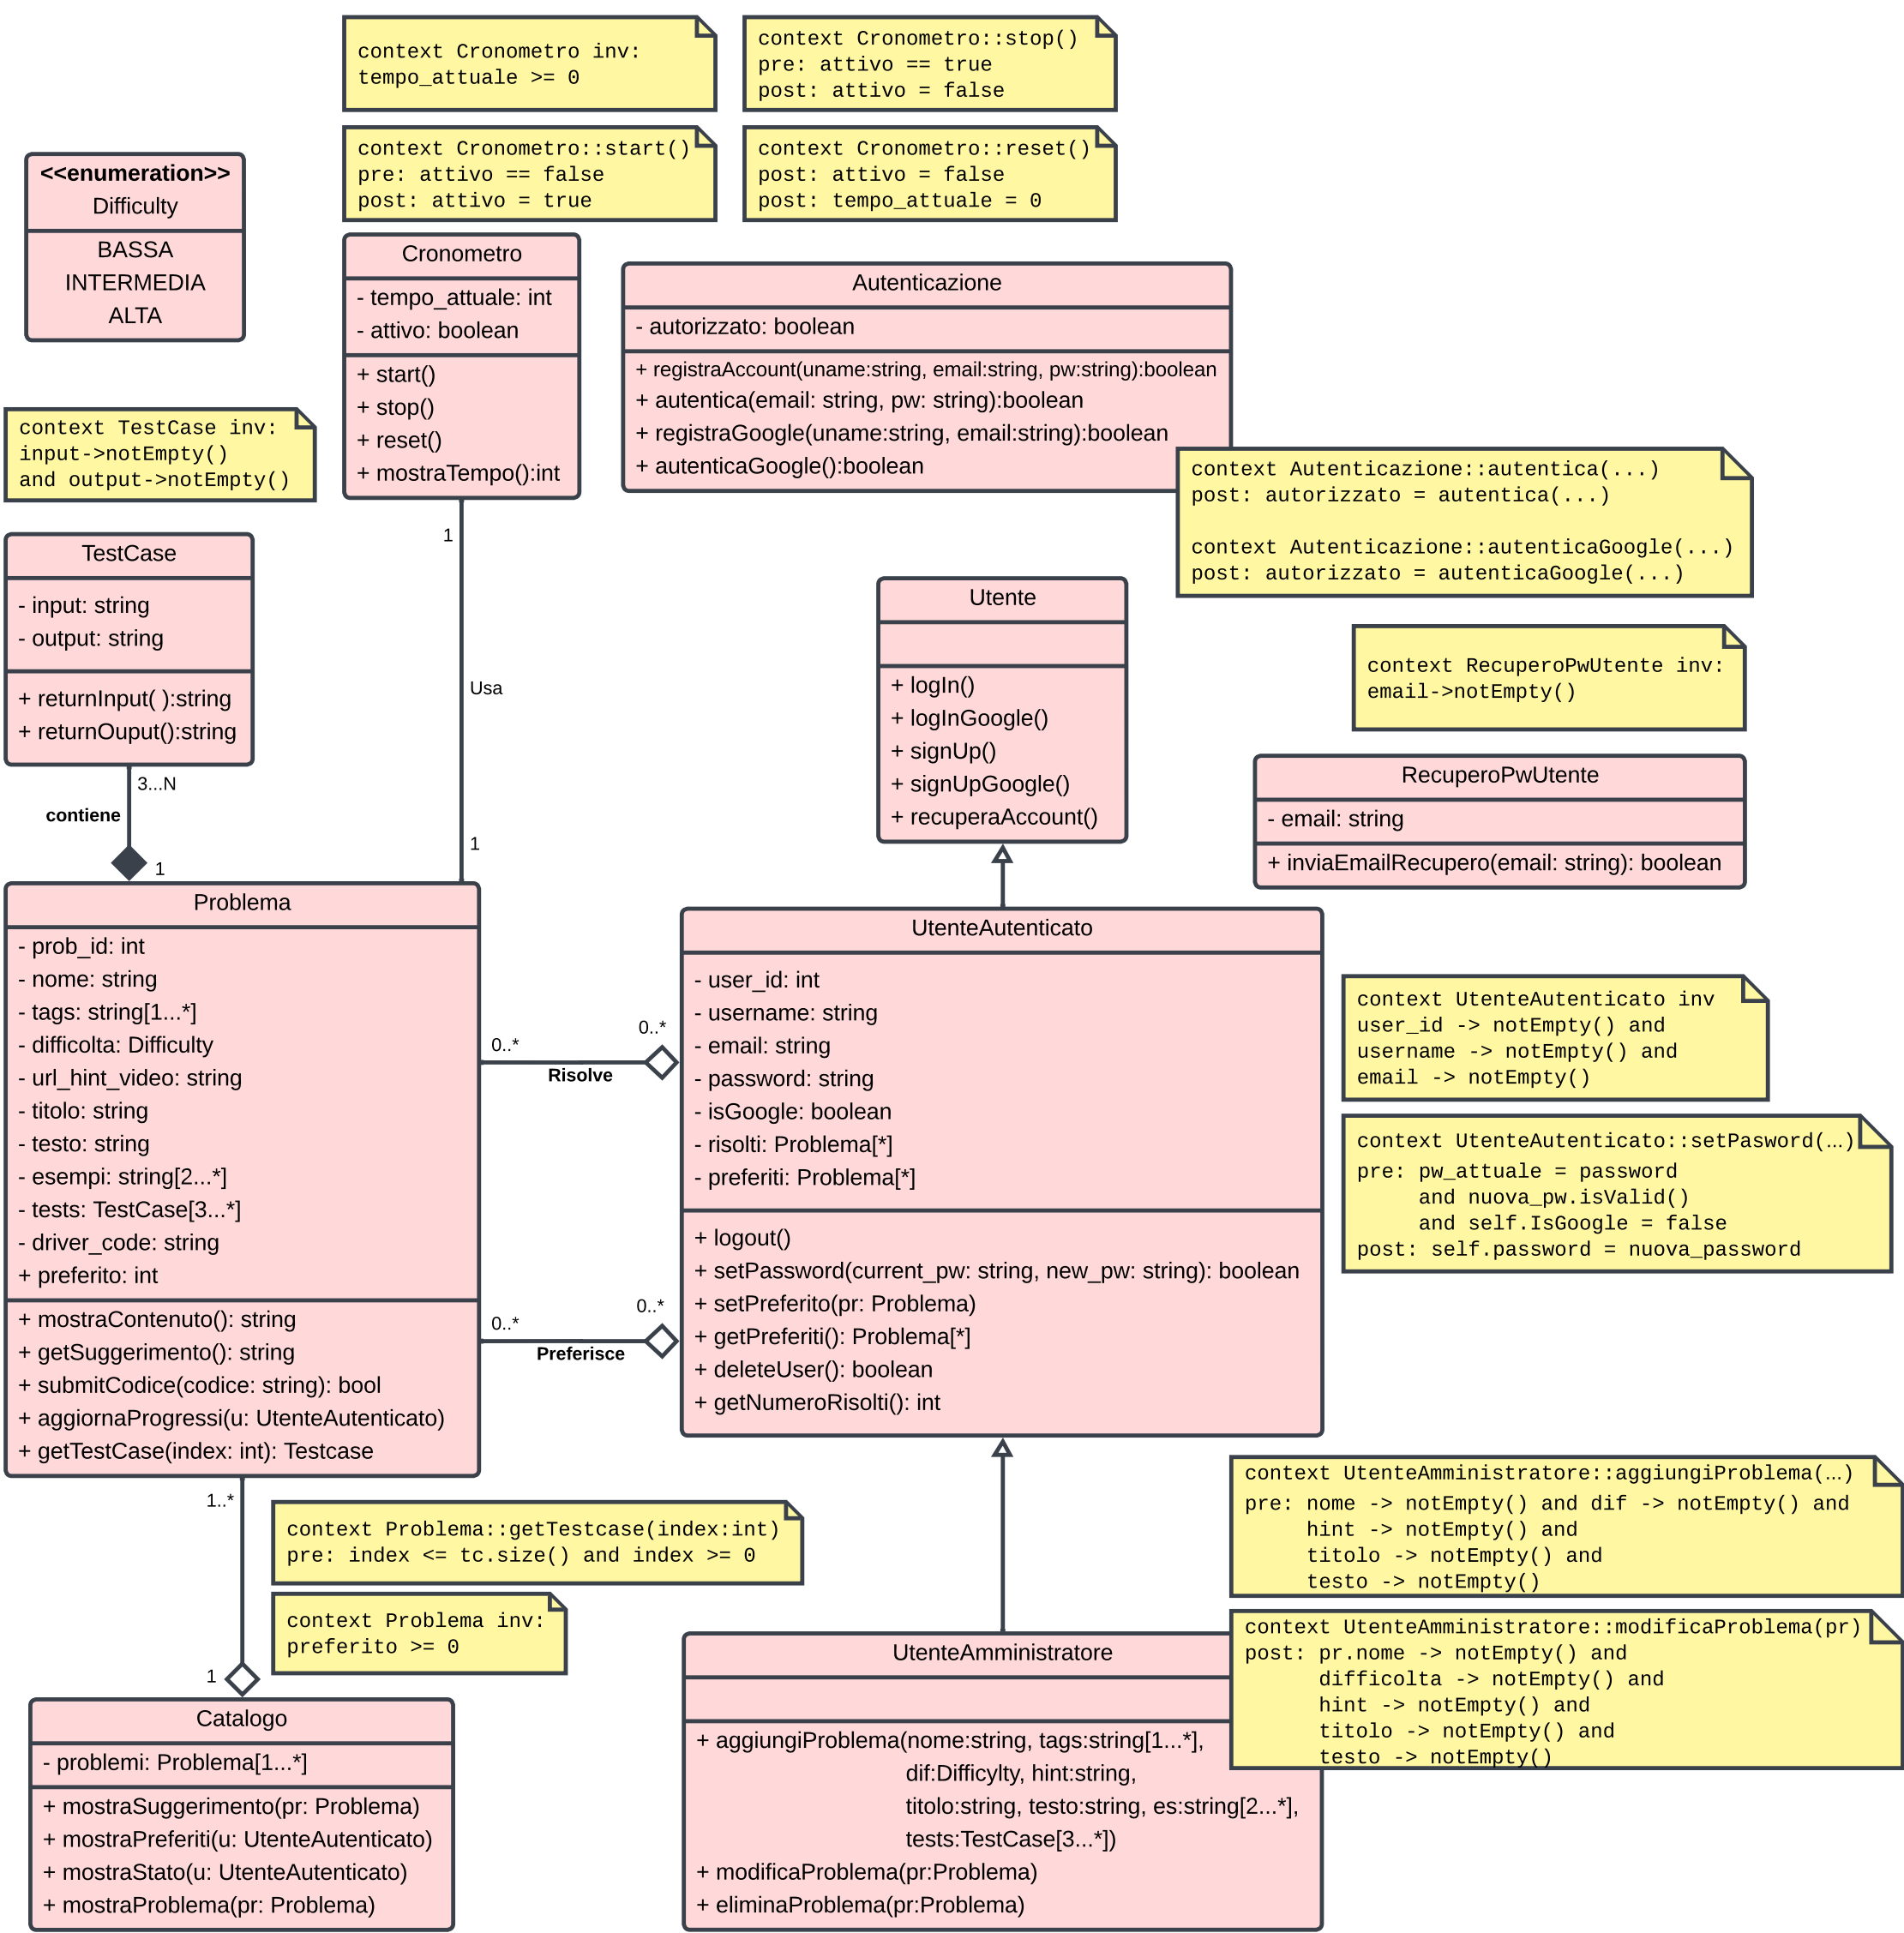 context Cronometro inv:
tempo_attuale >= 0
context Cronometro::stop()
pre: attivo == true
post: attivo = false
context Cronometro::start()
pre: attivo == false
post: attivo = true
context Cronometro::reset()
post: attivo = false
post: tempo_attuale = 0
<<enumeration>>
Difficulty
BASSA
INTERMEDIA
ALTA
Cronometro
- tempo_attuale: int
- attivo: boolean
+ start()
+ stop()
+ reset()
+ mostraTempo():int
Autenticazione
- autorizzato: boolean
+ registraAccount(uname:string, email:string, pw:string):boolean
+ autentica(email: string, pw: string):boolean
+ registraGoogle(uname:string, email:string):boolean
+ autenticaGoogle():boolean
context TestCase inv:
input->notEmpty()
and output->notEmpty()
context Autenticazione::autentica(...)
post: autorizzato = autentica(...)
context Autenticazione::autenticaGoogle(...)
post: autorizzato = autenticaGoogle(...)
TestCase
- input: string
- output: string
+ returnInput( ):string
+ returnOuput():string
1
Usa
1
Utente
+ logIn()
+ logInGoogle()
+ signUp()
+ signUpGoogle()
+ recuperaAccount()
context RecuperoPwUtente inv:
email->notEmpty()
RecuperoPwUtente
- email: string
+ inviaEmailRecupero(email: string): boolean
3...N
contiene
1
Problema
- prob_id: int
- nome: string
- tags: string[1...*]
- difficolta: Difficulty
- url_hint_video: string
- titolo: string
- testo: string
- esempi: string[2...*]
- tests: TestCase[3...*]
- driver_code: string
+ preferito: int
+ mostraContenuto(): string
+ getSuggerimento(): string
+ submitCodice(codice: string): bool
+ aggiornaProgressi(u: UtenteAutenticato)
+ getTestCase(index: int): Testcase
0..*
0..*
Risolve
0..*
0..*
Preferisce
UtenteAutenticato
- user_id: int
- username: string
- email: string
- password: string
- isGoogle: boolean
- risolti: Problema[*]
- preferiti: Problema[*]
+ logout()
+ setPassword(current_pw: string, new_pw: string): boolean
+ setPreferito(pr: Problema)
+ getPreferiti(): Problema[*]
+ deleteUser(): boolean
+ getNumeroRisolti(): int
context UtenteAutenticato inv
user_id -> notEmpty() and
username -> notEmpty() and
email -> notEmpty()
context UtenteAutenticato::setPasword(...)
pre: pw_attuale = password
and nuova_pw.isValid()
and self.IsGoogle = false
post: self.password = nuova_password
1..*
1
context Problema::getTestcase(index:int)
pre: index <= tc.size() and index >= 0
context Problema inv:
preferito >= 0
context UtenteAmministratore::aggiungiProblema(...)
pre: nome -> notEmpty() and dif -> notEmpty() and
hint -> notEmpty() and
titolo -> notEmpty() and
testo -> notEmpty()
context UtenteAmministratore::modificaProblema(pr)
post: pr.nome -> notEmpty() and
difficolta -> notEmpty() and
hint -> notEmpty() and
titolo -> notEmpty() and
testo -> notEmpty()
Catalogo
- problemi: Problema[1...*]
+ mostraSuggerimento(pr: Problema)
+ mostraPreferiti(u: UtenteAutenticato)
+ mostraStato(u: UtenteAutenticato)
+ mostraProblema(pr: Problema)
UtenteAmministratore
+ aggiungiProblema(nome:string, tags:string[1...*],
dif:Difficylty, hint:string,
titolo:string, testo:string, es:string[2...*],
tests:TestCase[3...*])
+ modificaProblema(pr:Problema)
+ eliminaProblema(pr:Problema)